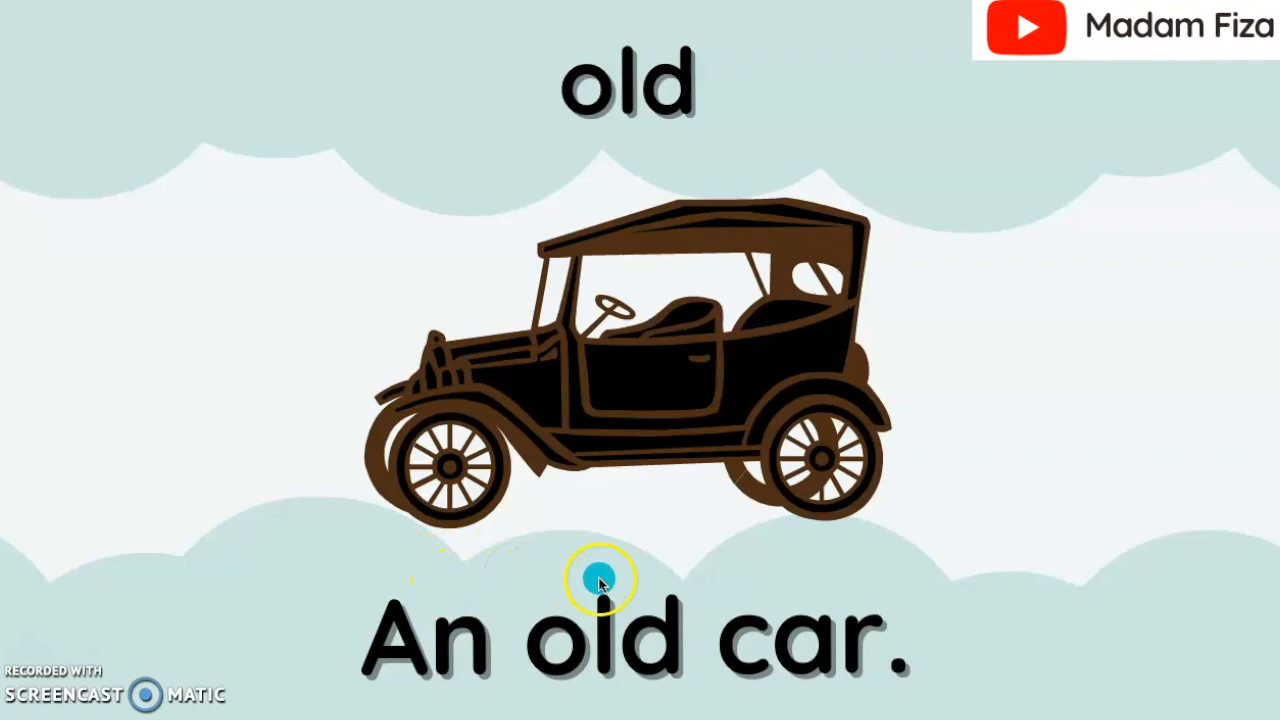 Madam Fiza
old
An old car.
RECORDED WITH
SCREENCAST MATIC